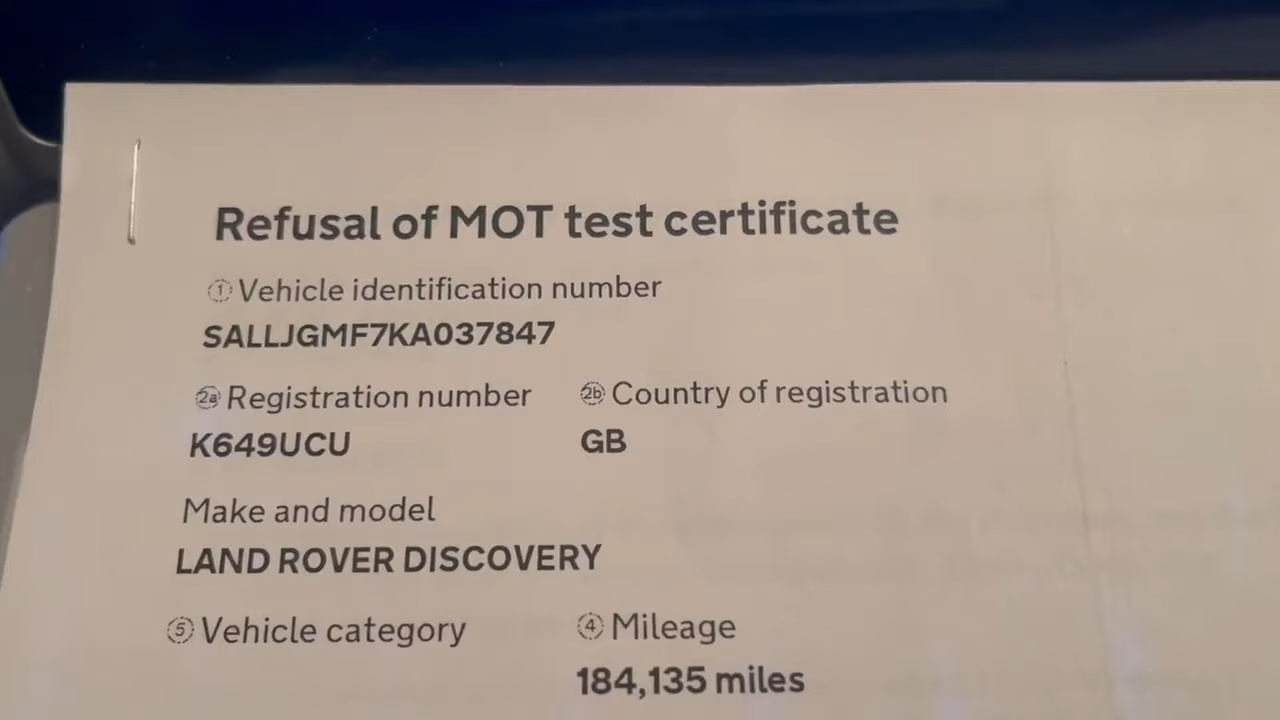 Refusal of MOT test certificate
① Vehicle identification number
SALLJGMF7KA037847
2a Registration number 2b Country of registration
K649UCU GB
Make and model
LAND ROVER DISCOVERY
⑤ Vehicle category ④ Mileage
184,135 miles